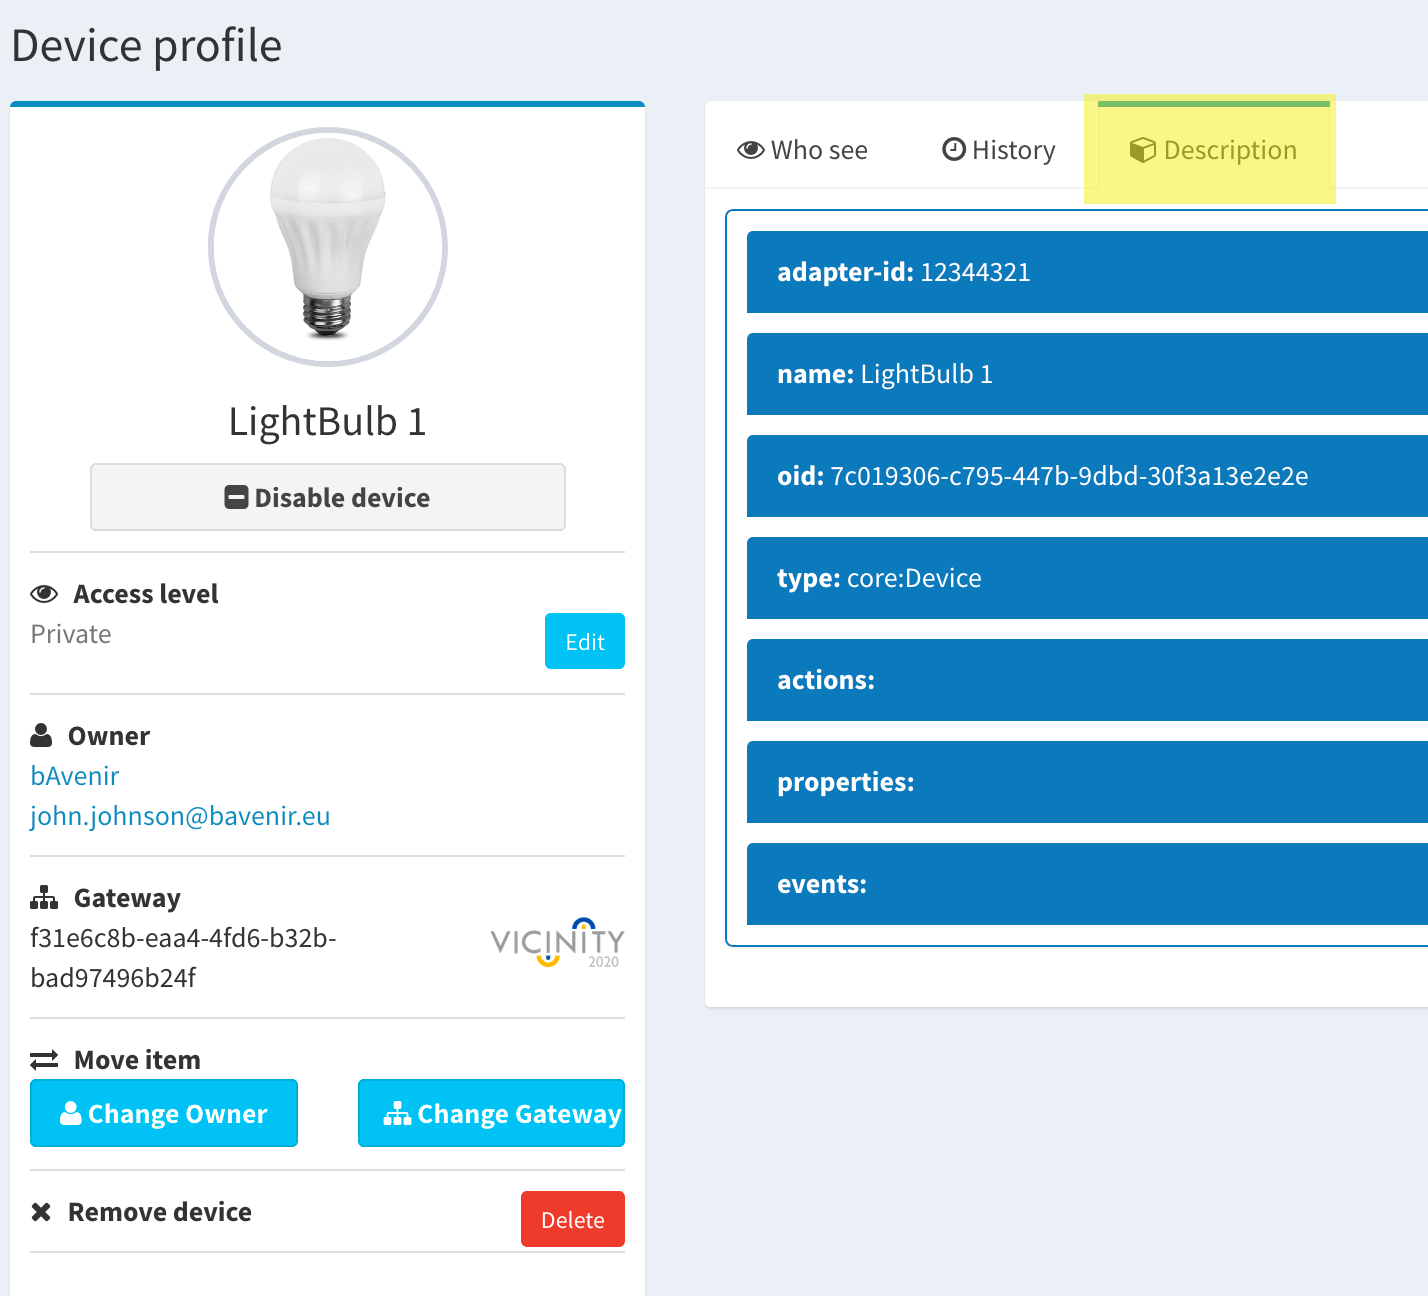 Device profile
LightBulb 1
Disable device
Access level
Private
Edit
Owner
bAvenir
john.johnson@bavenir.eu
Gateway
f31e6c8b-eaa4-4fd6-b32b-
bad97496b24f
VICINITY
2020
Move item
Change Owner
Change Gateway
Remove device
Delete
Who see
History
Description
adapter-id: 12344321
name: LightBulb 1
oid: 7c019306-c795-447b-9dbd-30f3a13e2e2e
type: core:Device
actions:
properties:
events: